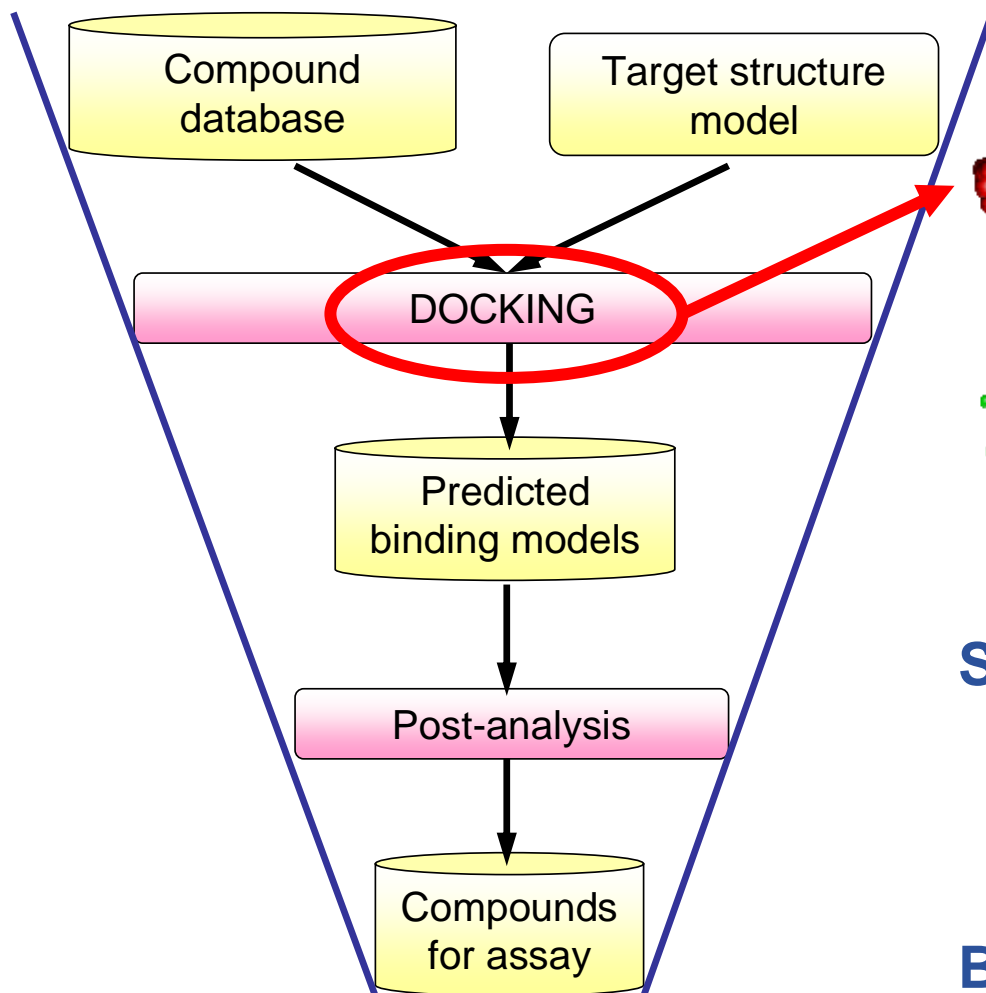 Compound
database
Target structure
model
DOCKING
Predicted
binding models
S
Post-analysis
Compounds
for assay
B